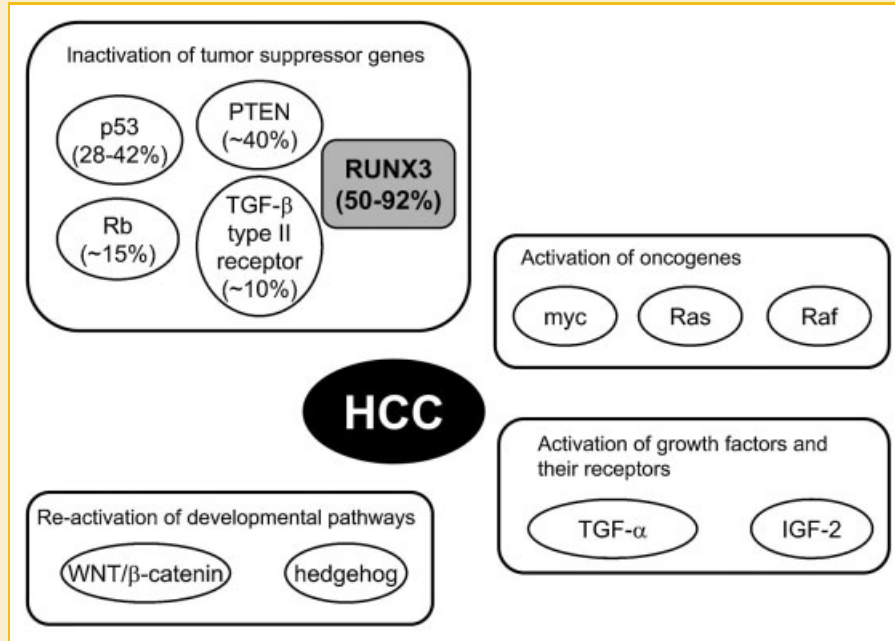 Inactivation of tumor suppressor genes
p53
(28-42%)
PTEN
(~40%)
RUNX3
(50-92%)
Rb
(~15%)
TGF-β
type II
receptor
(~10%)
Activation of oncogenes
myc
Ras
Raf
HCC
Activation of growth factors and
their receptors
TGF-α
IGF-2
Re-activation of developmental pathways
WNT/β-catenin
hedgehog